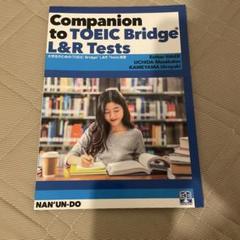 Companion
to TOEIC Bridge®
L&R Tests
大学生のためのTOEIC Bridge® L&R Tests演習
UCHIDA Masakatsu
KAMEYAMA Hiroyuki
NAN'UN-DO